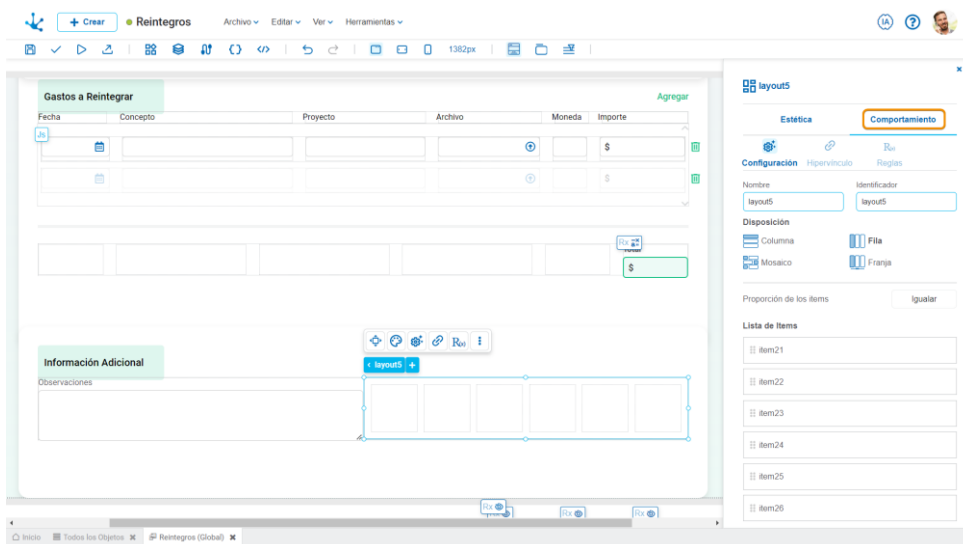 Crear Reintegros Archivo Editar Ver Herramientas IA ?
1382px
Gastos a Reintegrar
Agregar
Fecha Concepto Proyecto Archivo Moneda Importe
Js
$
$
Rx
Total
$
R(x)
Información Adicional
< layout5 +
Observaciones
Rx
Rx Rx
layout5
Estética Comportamiento
R(x)
Configuración Hipervínculo Reglas
Nombre Identificador
layout5 layout5
Disposición
Columna Fila
Mosaico Franja
Proporción de los items Igualar
Lista de Items
item21
item22
item23
item24
item25
item26
Inicio Todos los Objetos Reintegros (Global)